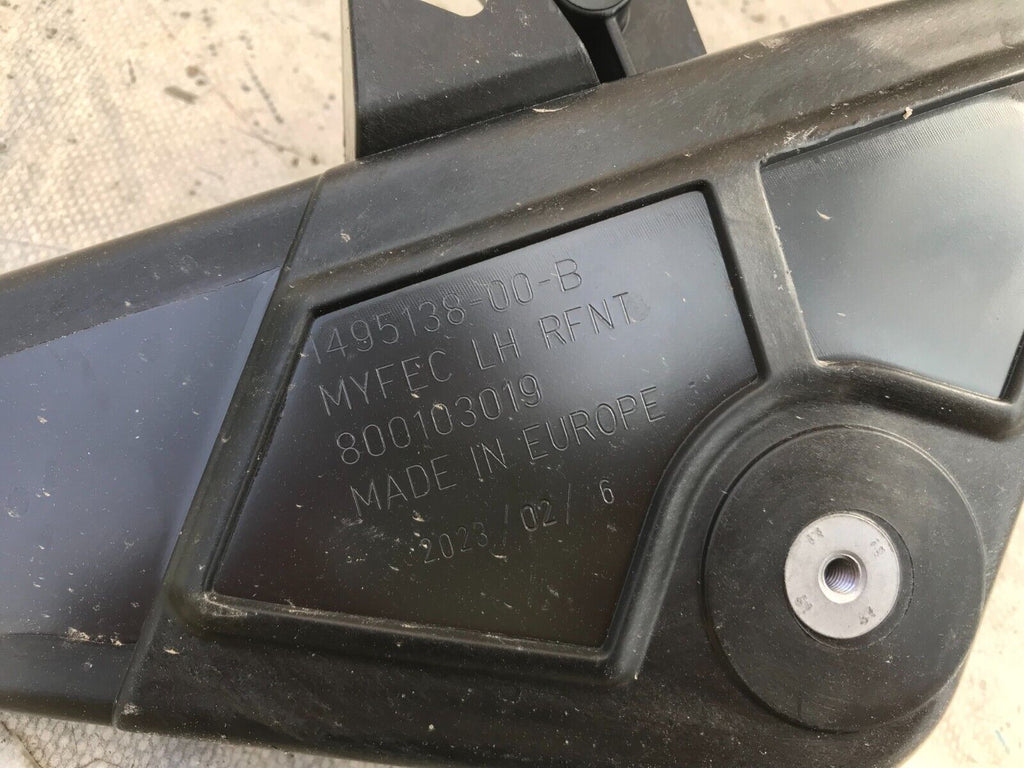 1495138-00-B
MYFEC LH RFNT
800103019
MADE IN EUROPE
2023/02/ 6